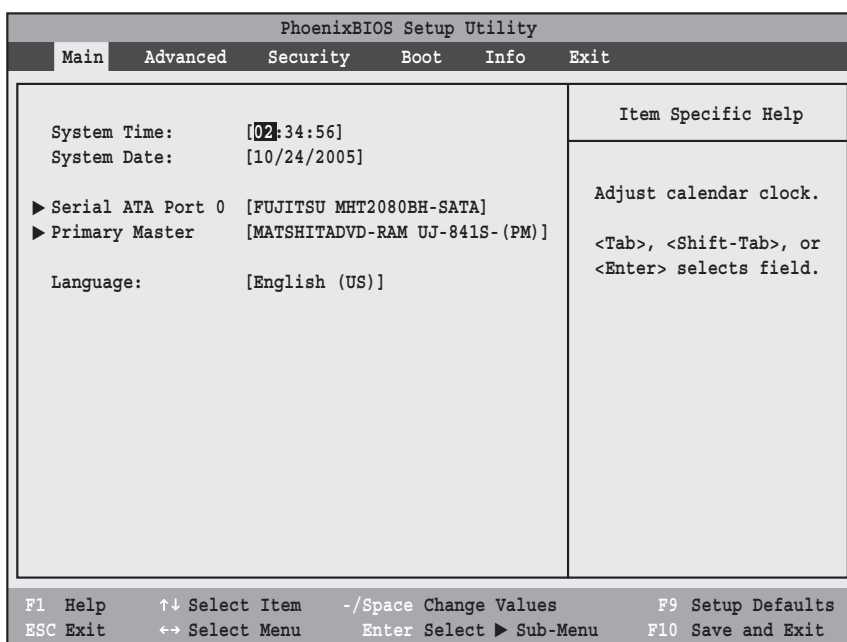 PhoenixBIOS Setup Utility
Main Advanced Security Boot Info Exit
System Time: [02:34:56]
System Date: [10/24/2005]
▶ Serial ATA Port 0 [FUJITSU MHT2080BH-SATA]
▶ Primary Master [MATSHITADVD-RAM UJ-841S-(PM)]
Language: [English (US)]
Item Specific Help
Adjust calendar clock.
<Tab>, <Shift-Tab>, or
<Enter> selects field.
F1 Help ↑↓ Select Item -/Space Change Values F9 Setup Defaults
ESC Exit ←→ Select Menu Enter Select ▶ Sub-Menu F10 Save and Exit